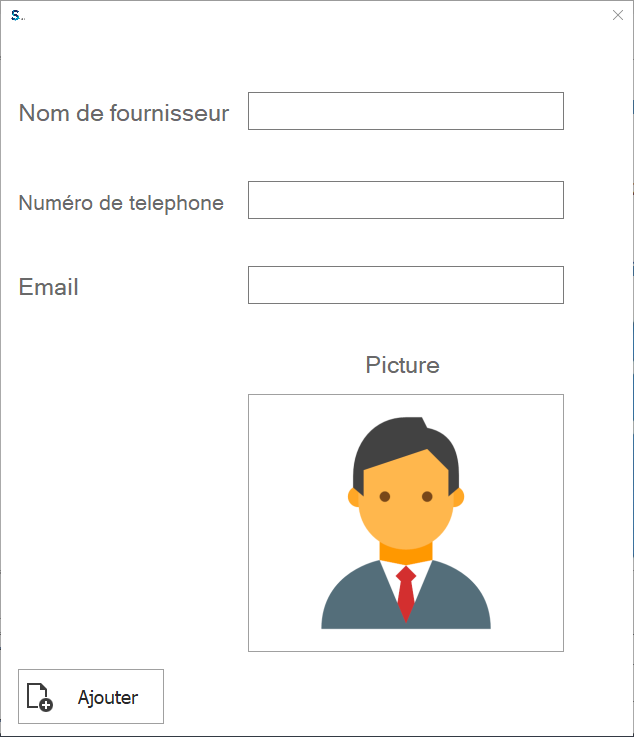 S...
Nom de fournisseur
Numéro de telephone
Email
Picture
Ajouter